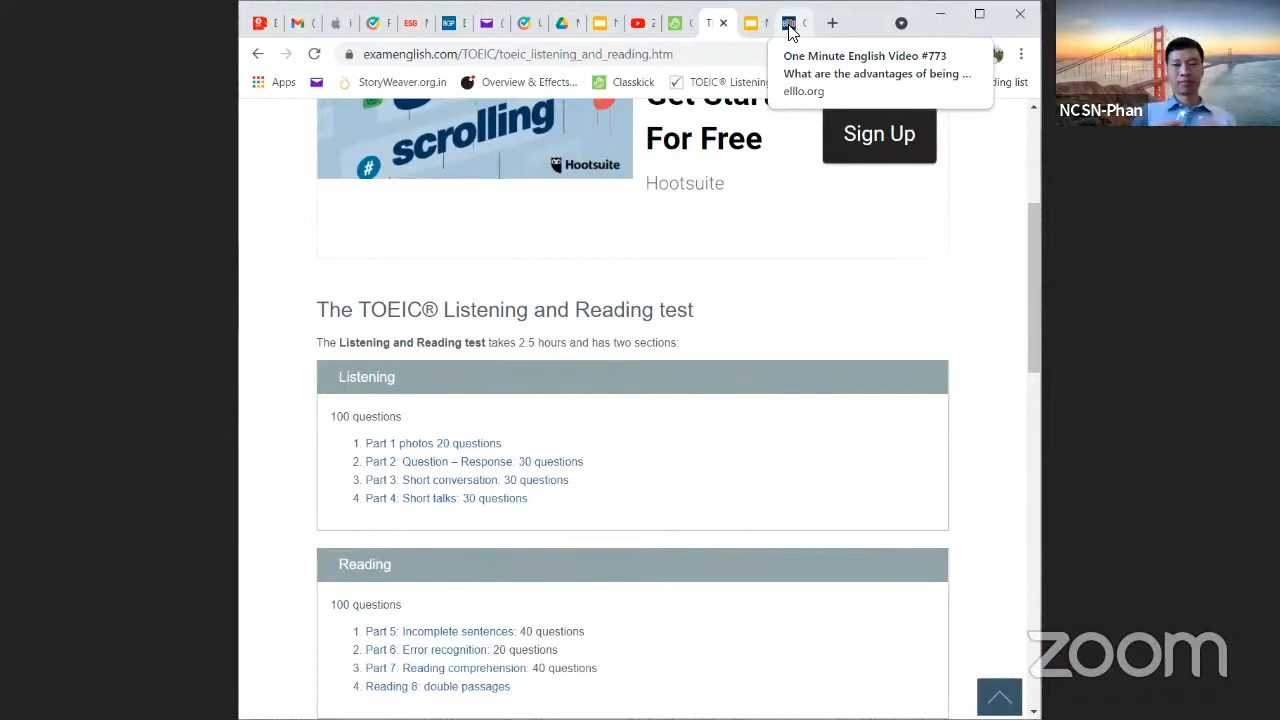 examenglish.com/TOEIC/toeic_listening_and_reading.htm
Apps
StoryWeaver.org.in
Overview & Effects...
Classkick
TOEIC® Listening
ding list
One Minute English Video #773
What are the advantages of being ...
elllo.org
NCSN-Phan
scrolling
#
Hootsuite
For Free
Hootsuite
Sign Up
The TOEIC® Listening and Reading test
The Listening and Reading test takes 2.5 hours and has two sections:
Listening
100 questions
1. Part 1 photos 20 questions
2. Part 2: Question – Response: 30 questions
3. Part 3: Short conversation: 30 questions
4. Part 4: Short talks: 30 questions
Reading
100 questions
1. Part 5: Incomplete sentences: 40 questions
2. Part 6: Error recognition: 20 questions
3. Part 7: Reading comprehension: 40 questions
4. Reading 8: double passages
zoom